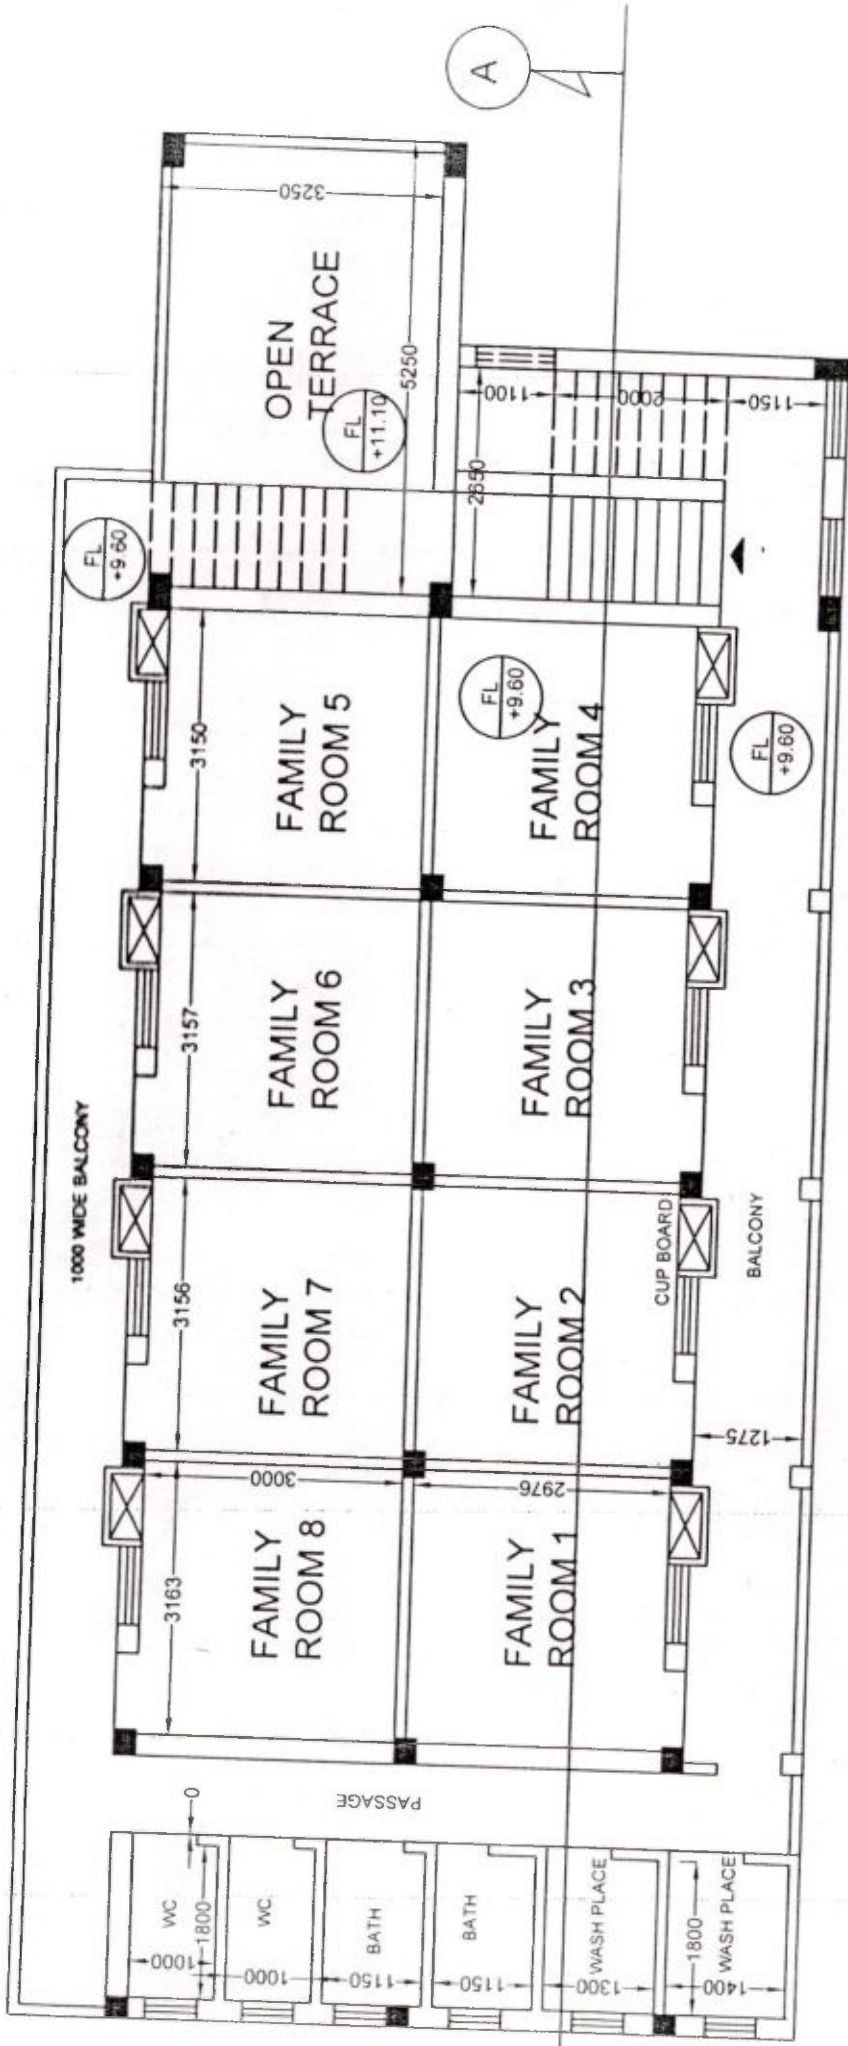 A
3250
OPEN
TERRACE
5250
FL
+11.10
1100
2000
1150
2650
FL
+9.60
3150
FAMILY
ROOM 5
FL
+9.60
FAMILY
ROOM 4
FL
+9.60
3157
FAMILY
ROOM 6
FAMILY
ROOM 3
1000 WIDE BALCONY
3156
FAMILY
ROOM 7
FAMILY
ROOM 2
CUP BOARD
BALCONY
1275
3000
2976
3163
FAMILY
ROOM 8
FAMILY
ROOM 1
PASSAGE
0
WC
1800
1000
WC
1000
BATH
1150
BATH
1150
WASH PLACE
1300
WASH PLACE
1800
1400